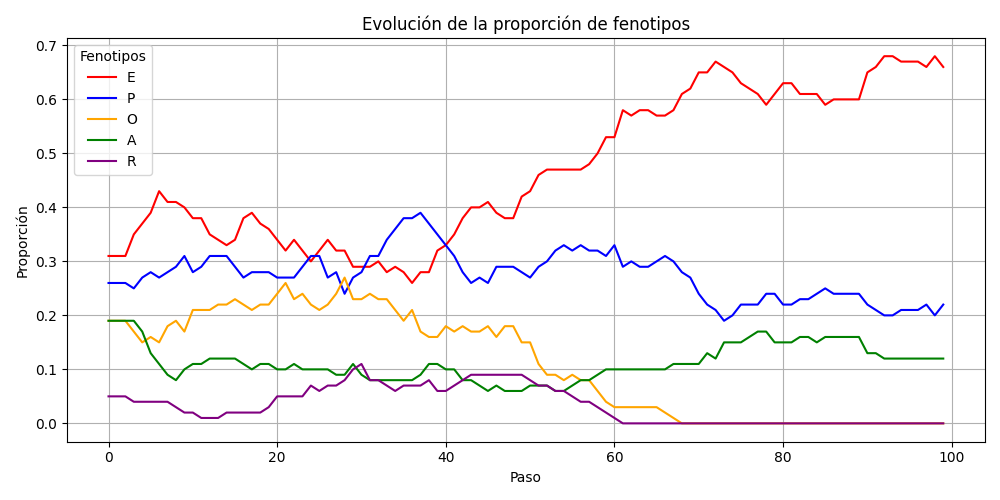 Evolución de la proporción de fenotipos
Fenotipos
E
P
O
A
R
Proporción
0.7
0.6
0.5
0.4
0.3
0.2
0.1
0.0
0
20
40
60
80
100
Paso